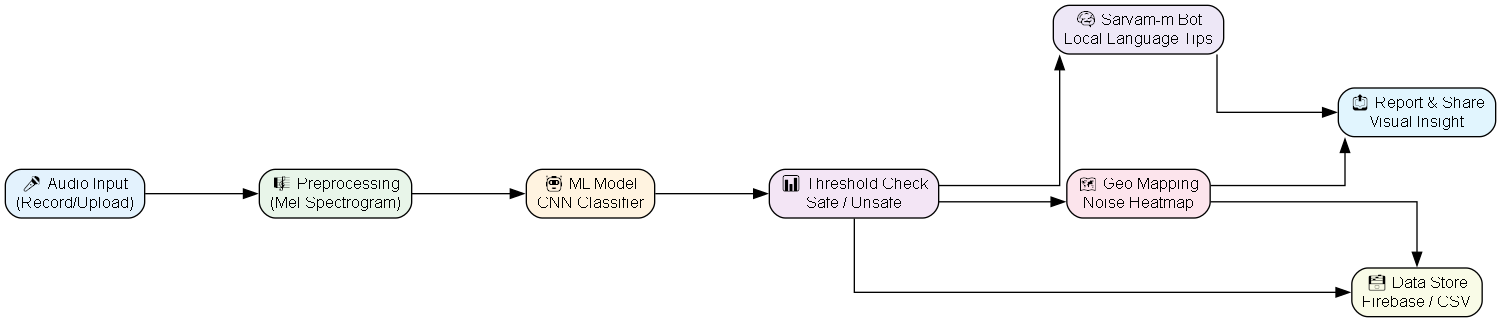 Audio Input
(Record/Upload)
Preprocessing
(Mel Spectrogram)
ML Model
CNN Classifier
Threshold Check
Safe / Unsafe
Sarvam-m Bot
Local Language Tips
Geo Mapping
Noise Heatmap
Report & Share
Visual Insight
Data Store
Firebase / CSV